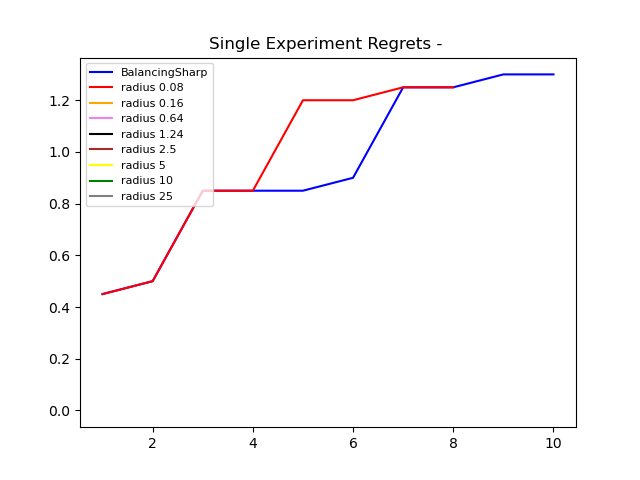 Single Experiment Regrets -
BalancingSharp
radius 0.08
radius 0.16
radius 0.64
radius 1.24
radius 2.5
radius 5
radius 10
radius 25
1.2
1.0
0.8
0.6
0.4
0.2
0.0
2 4 6 8 10